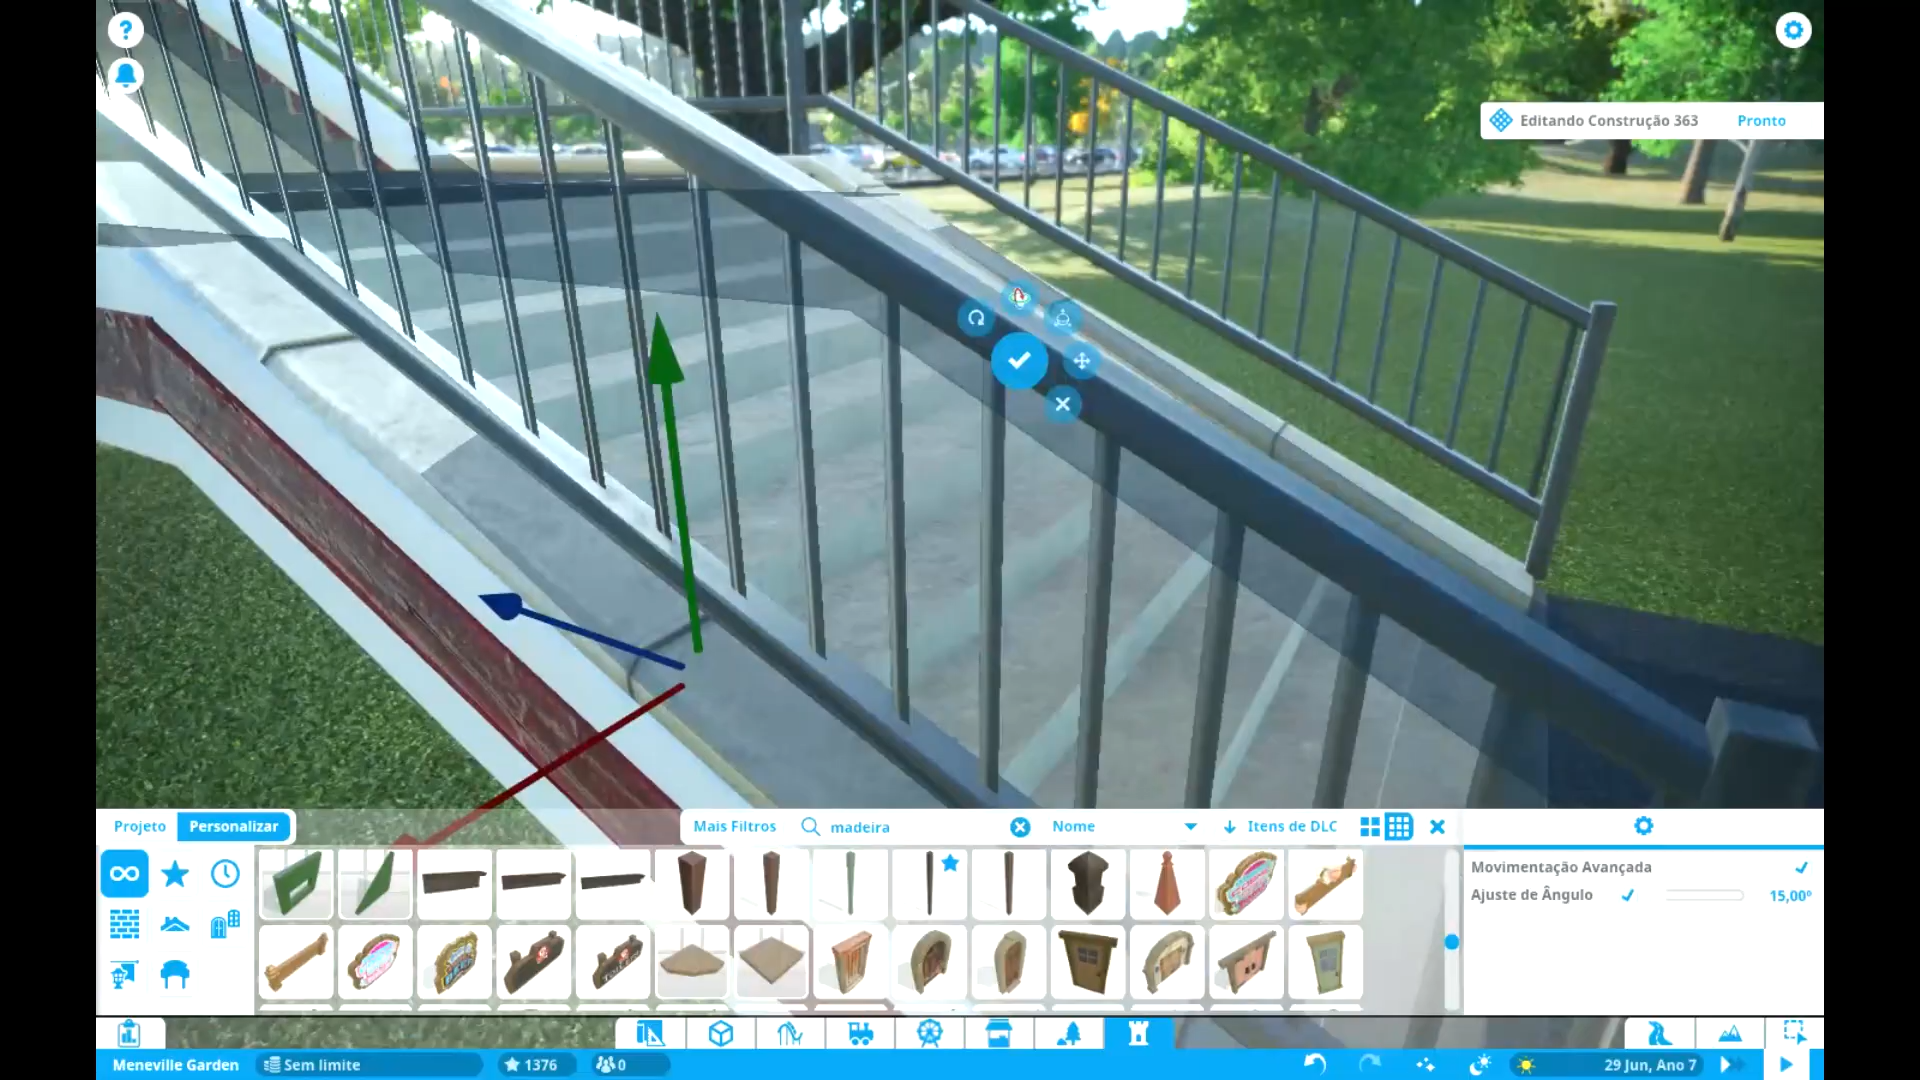 Editando Construção 363 Pronto
Projeto Personalizar
Mais Filtros madeira Nome Itens de DLC
Movimentação Avançada
Ajuste de Ângulo 15,00º
Meneville Garden Sem limite 1376 0 29 Jun, Ano 7